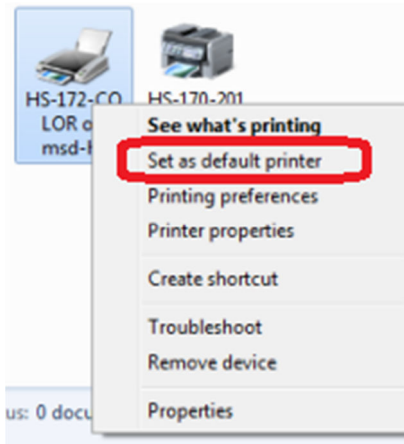 HS-172-CO HS-170-201
LOR o
msd-H
See what's printing
Set as default printer
Printing preferences
Printer properties
Create shortcut
Troubleshoot
Remove device
Properties
us: 0 docu